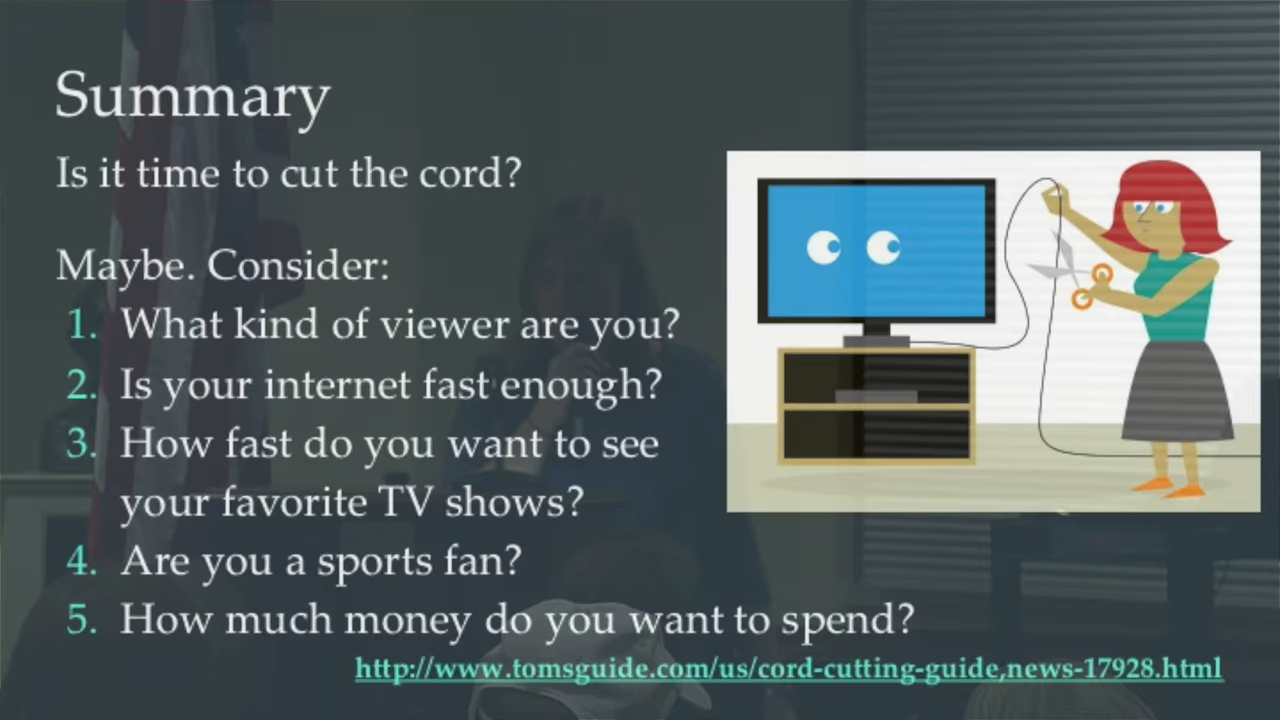 Summary
Is it time to cut the cord?
Maybe. Consider:
1. What kind of viewer are you?
2. Is your internet fast enough?
3. How fast do you want to see
your favorite TV shows?
4. Are you a sports fan?
5. How much money do you want to spend?
http://www.tomsguide.com/us/cord-cutting-guide,news-17928.html